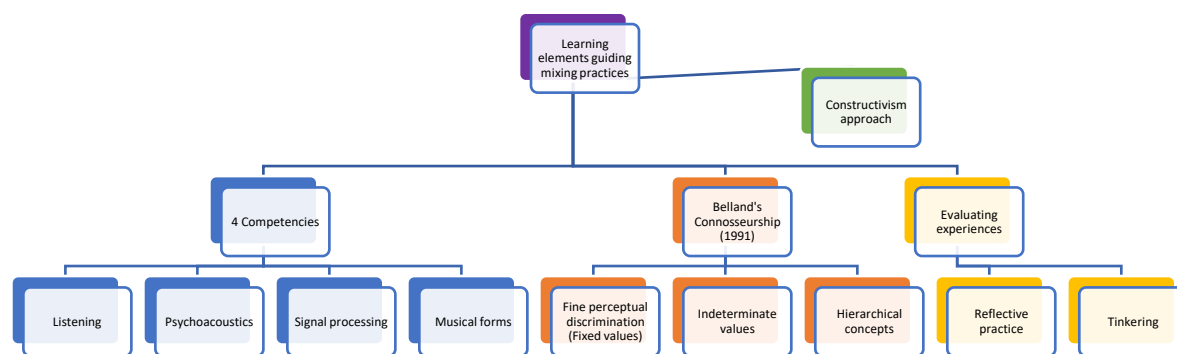 Learning
elements guiding
mixing practices
Constructivism
approach
4 Competencies
Belland's
Connosseurship
(1991)
Evaluating
experiences
Listening
Psychoacoustics
Signal processing
Musical forms
Fine perceptual
discrimination
(Fixed values)
Indeterminate
values
Hierarchical
concepts
Reflective
practice
Tinkering